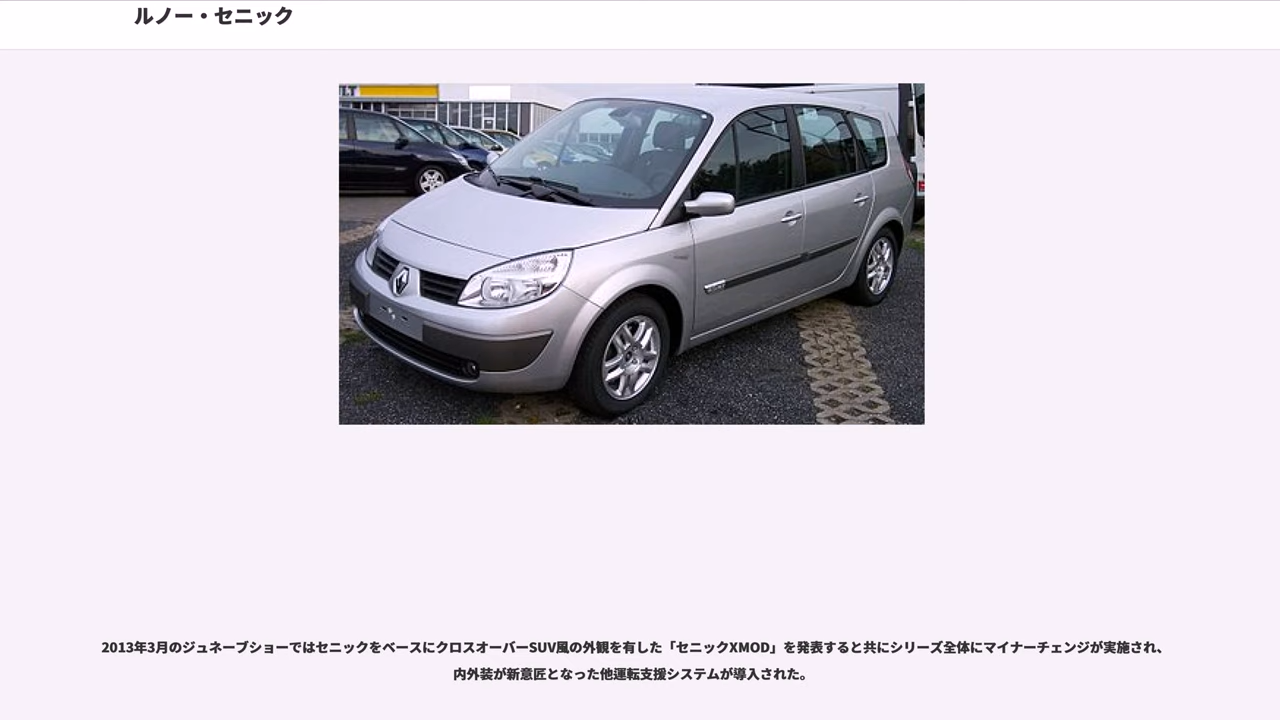 ルノー・セニック
LT
2013年3月のジュネーブショーではセニックをベースにクロスオーバーSUV風の外観を有した「セニックXMOD」を発表すると共にシリーズ全体にマイナーチェンジが実施され、
内外装が新意匠となった他運転支援システムが導入された。